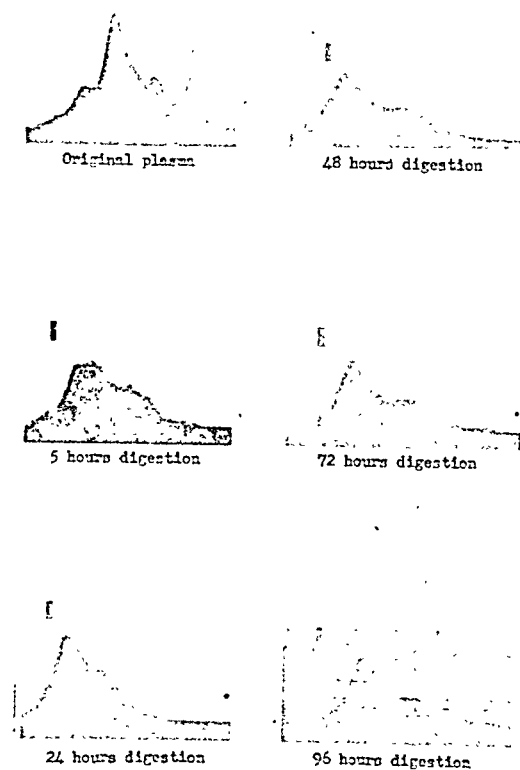 Original plasma
48 hours digestion
5 hours digestion
72 hours digestion
24 hours digestion
96 hours digestion